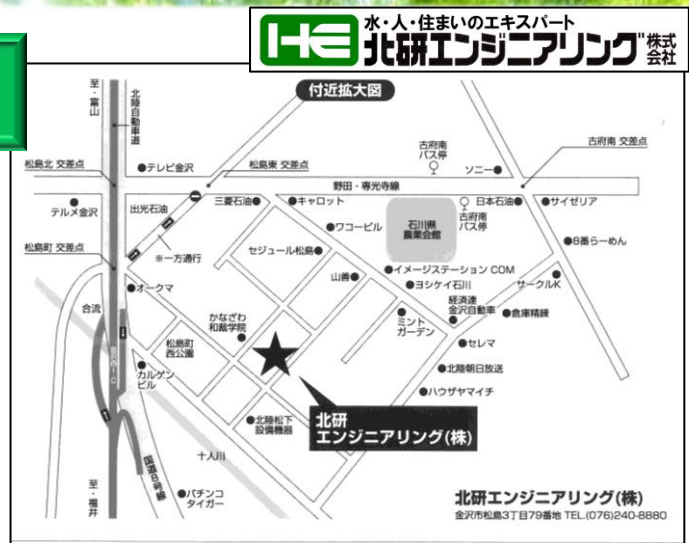 水・人・住まいのエキスパート
HE 北研エンジニアリング 株式会社
付近拡大図
至・富山
北陸自動車道
松島北 交差点
テレビ金沢
松島東 交差点
古府南
バス停
ソニー
古府南 交差点
野田・専光寺線
テルメ金沢
出光石油
三菱石油
キャロット
石川県
農業会館
古府南
バス停
日本石油
サイゼリア
ワコービル
松島町 交差点
※一方通行
セジュール松島
8番らーめん
山善
イメージステーション COM
ヨシケイ石川
サークルK
オークマ
合流
かなざわ
和裁学院
ミント
ガーデン
経済連
金沢自動車
倉庫精練
松島町
西公園
セレマ
カルゲン
ビル
北陸朝日放送
ハウザヤマイチ
北陸松下
設備機器
北研
エンジニアリング(株)
十人川
国道8号線
至・福井
パチンコ
タイガー
北研エンジニアリング(株)
金沢市松島3丁目79番地 TEL.(076)240-8880